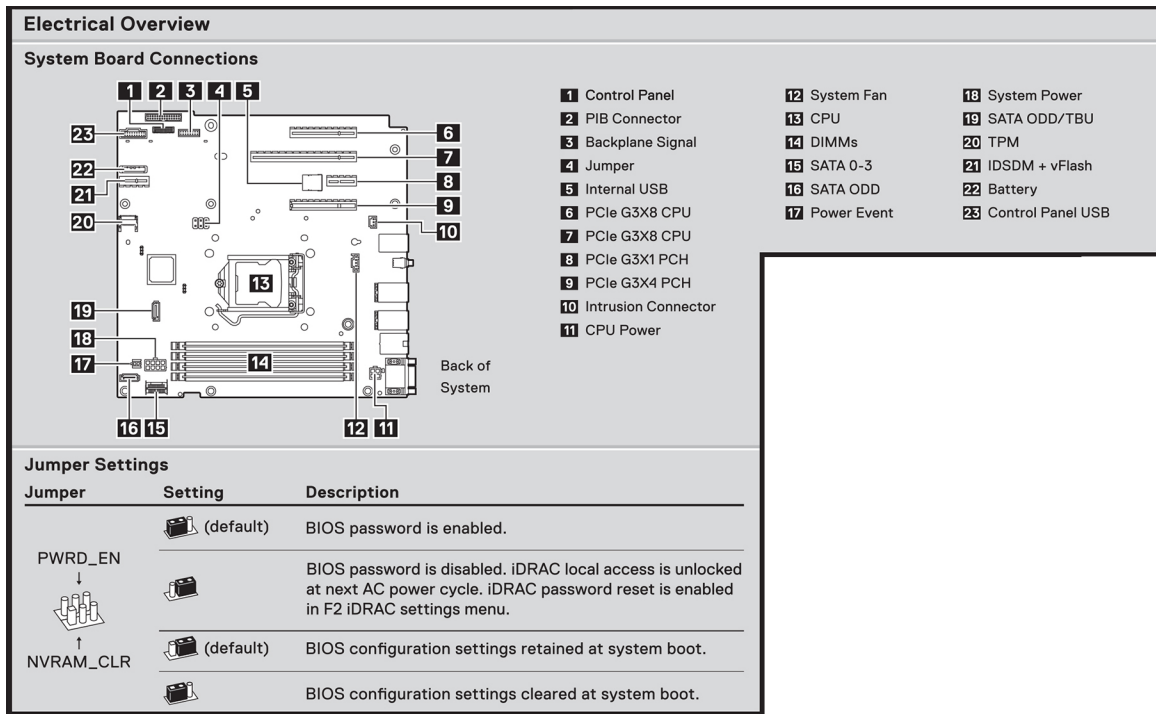 Electrical Overview
System Board Connections
1 2 3 4 5
23
22
21
20
19
18
17
16 15
6
7
8
9
10
13
14
12 11
Back of
System
1 Control Panel
2 PIB Connector
3 Backplane Signal
4 Jumper
5 Internal USB
6 PCIe G3X8 CPU
7 PCIe G3X8 CPU
8 PCIe G3X1 PCH
9 PCIe G3X4 PCH
10 Intrusion Connector
11 CPU Power
12 System Fan
13 CPU
14 DIMMs
15 SATA 0-3
16 SATA ODD
17 Power Event
18 System Power
19 SATA ODD/TBU
20 TPM
21 IDSDM + vFlash
22 Battery
23 Control Panel USB
Jumper Settings
Jumper Setting Description
PWRD_EN
NVRAM_CLR
(default) BIOS password is enabled.
BIOS password is disabled. iDRAC local access is unlocked
at next AC power cycle. iDRAC password reset is enabled
in F2 iDRAC settings menu.
(default) BIOS configuration settings retained at system boot.
BIOS configuration settings cleared at system boot.